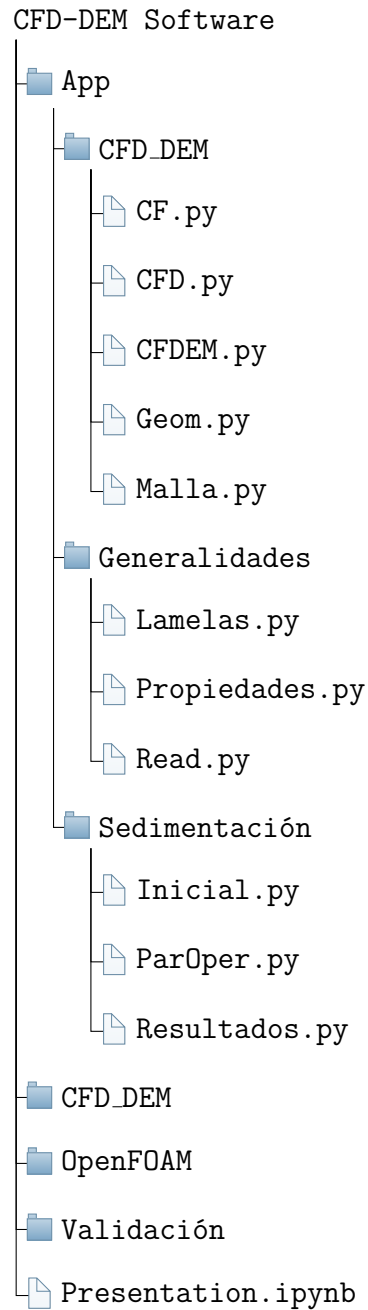 CFD-DEM Software
App
CFD_DEM
CF.py
CFD.py
CFDEM.py
Geom.py
Malla.py
Generalidades
Lamelas.py
Propiedades.py
Read.py
Sedimentación
Inicial.py
ParOper.py
Resultados.py
CFD_DEM
OpenFOAM
Validación
Presentation.ipynb